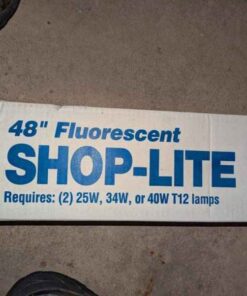 48" Fluorescent
SHOP-LITE
Requires: (2) 25W, 34W, or 40W T12 lamps